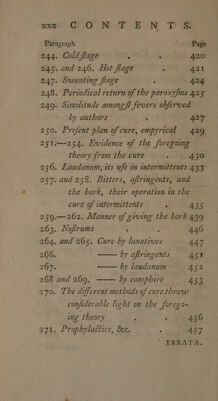 xxx CONTENTS.
Paragraph Page
244. Cold ſtage . . 420
245. and 246. Hot ſtage . 421
247. Sweating ſtage . 424
248. Periodical return of the paroxyſms 425
249. Similitude amongſt fevers obſerved
by authors . . 427
250. Preſent plan of cure, empyrical 429
251.—254. Evidence of the foregoing
theory from the cure . 430
256. Laudanum, its uſe in intermittents 433
257. and 258. Bitters, aſtringents, and
the bark, their operation in the
cure of intermittents . 435
259.—262. Manner of giving the bark 439
263. Noſtrums . . 446
264. and 265. Cure by laxatives 447
266. —— by aſtringents 451
267. —— by laudanum 452
268 and 269. —— by camphire 453
270. The different methods of cure throw
conſiderable light on the forego-
ing theory . . 456
271. Prophylactics, &c. . 457
ERRATA.